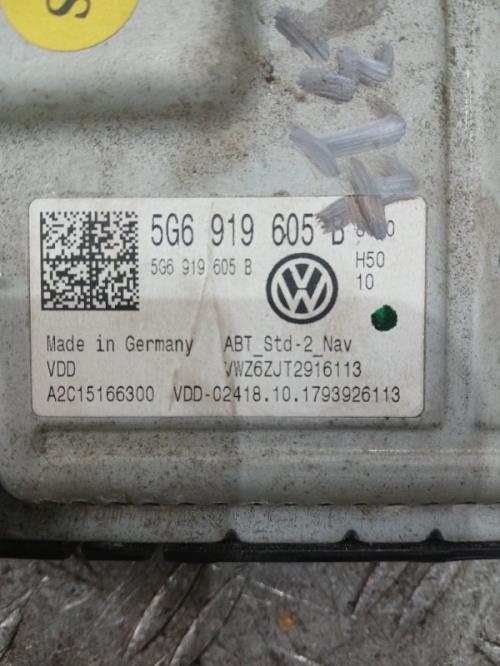 S
5G6 919 605 B
5G6 919 605 B
H50
10
Made in Germany ABT_Std-2_Nav
VDD VWZ6ZJT2916113
A2C15166300 VDD-02418.10.1793926113